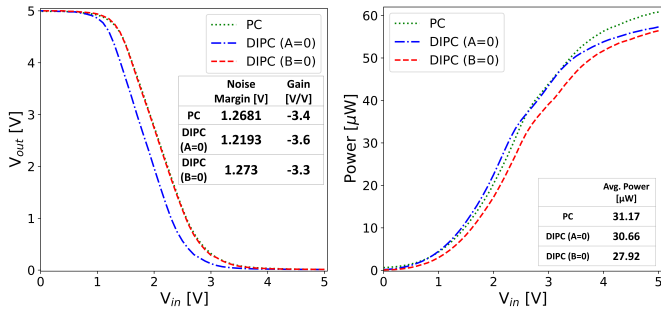 5
4
3
2
1
0
V_out [V]
PC
DIPC (A=0)
DIPC (B=0)
Noise Margin [V] Gain [V/V]
PC 1.2681 -3.4
DIPC (A=0) 1.2193 -3.6
DIPC (B=0) 1.273 -3.3
0 1 2 3 4 5
V_in [V]
60
50
40
30
20
10
0
Power [μW]
PC
DIPC (A=0)
DIPC (B=0)
Avg. Power [μW]
PC 31.17
DIPC (A=0) 30.66
DIPC (B=0) 27.92
0 1 2 3 4 5
V_in [V]